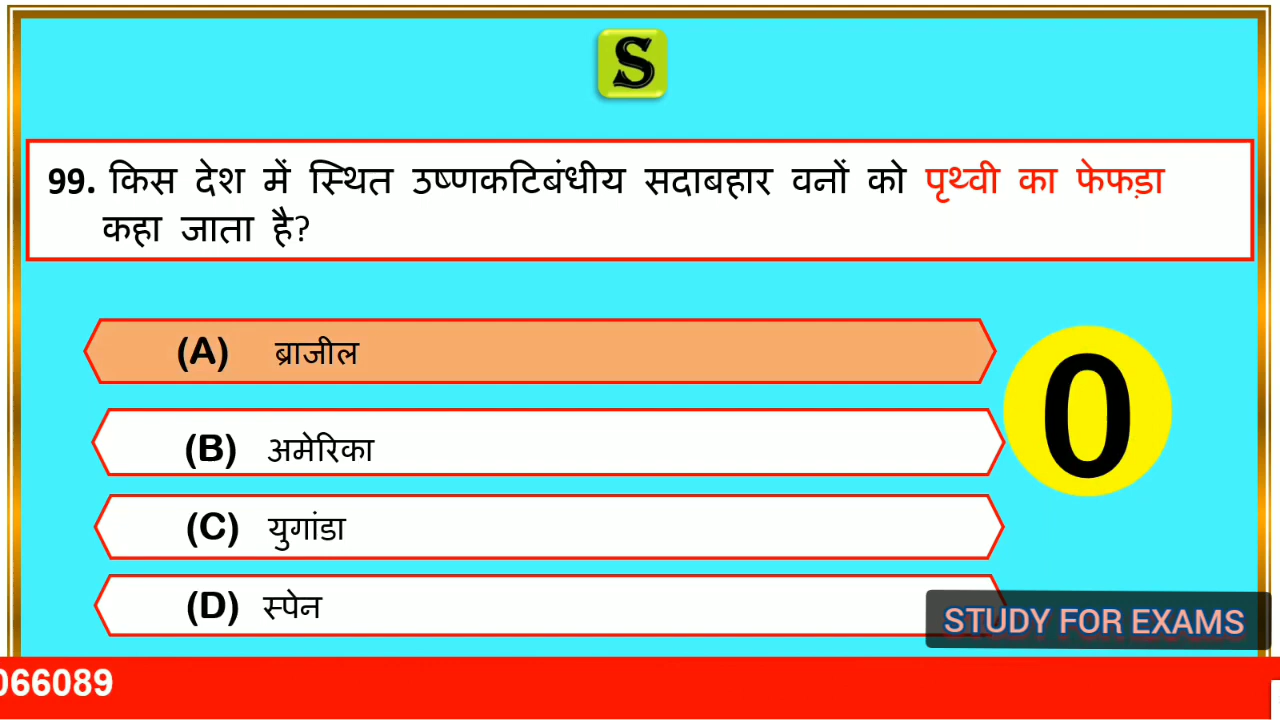 S
99. किस देश में स्थित उष्णकटिबंधीय सदाबहार वनों को पृथ्वी का फेफड़ा
कहा जाता है?
(A) ब्राजील
(B) अमेरिका
(C) युगांडा
(D) स्पेन
0
STUDY FOR EXAMS
066089